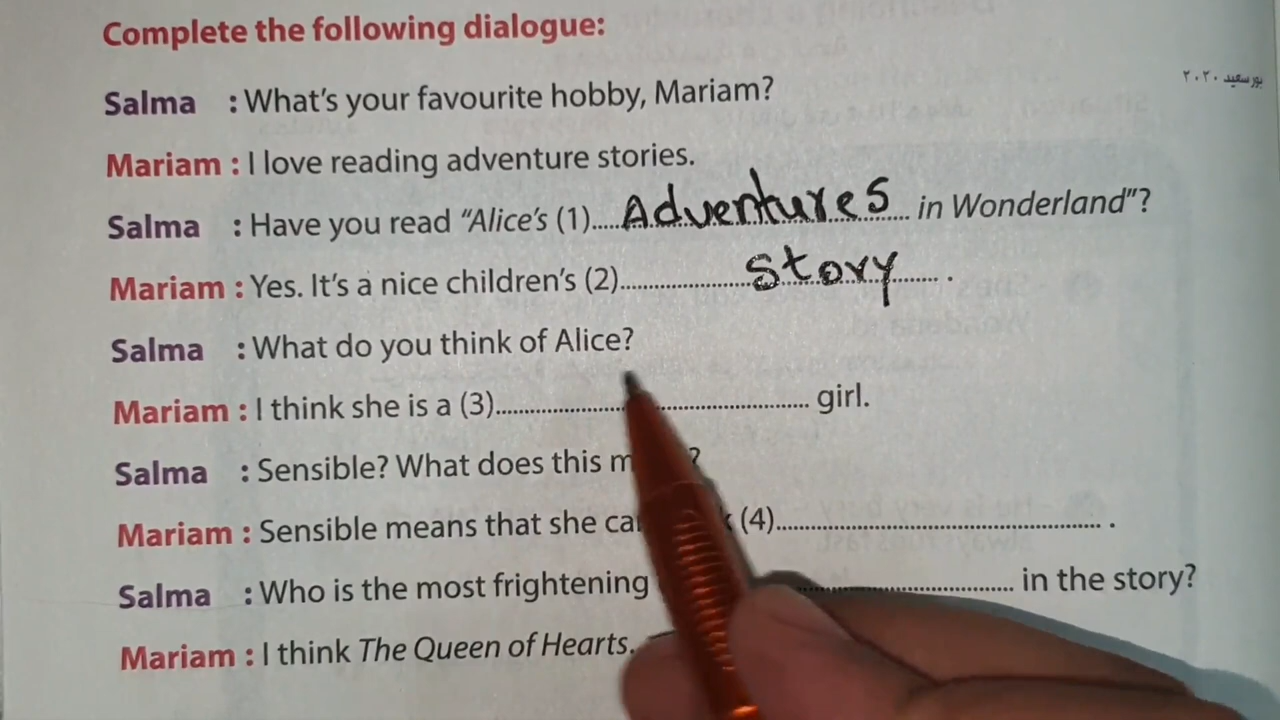 Complete the following dialogue:
بورسعيد ٢٠٢٠
Salma : What's your favourite hobby, Mariam?
Mariam : I love reading adventure stories.
Salma : Have you read "Alice's (1)..... Adventures ..... in Wonderland"?
Mariam : Yes. It's a nice children's (2)..... story ..... .
Salma : What do you think of Alice?
Mariam : I think she is a (3)..... girl.
Salma : Sensible? What does this m ?
Mariam : Sensible means that she ca (4)..... .
Salma : Who is the most frightening ..... in the story?
Mariam : I think The Queen of Hearts.